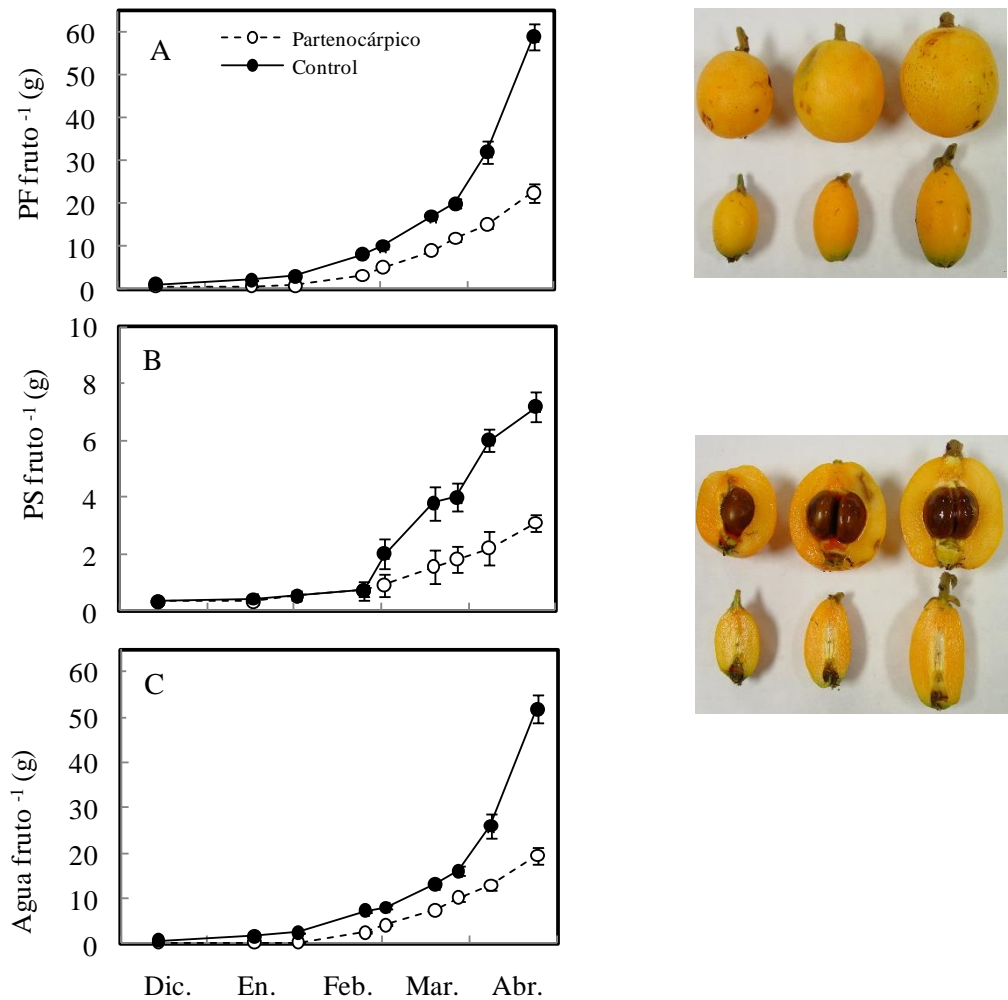 A
Partenocárpico
Control
PF fruto -1 (g)
60
50
40
30
20
10
0
B
PS fruto -1 (g)
10
8
6
4
2
0
C
Agua fruto -1 (g)
60
50
40
30
20
10
0
Dic. En. Feb. Mar. Abr.